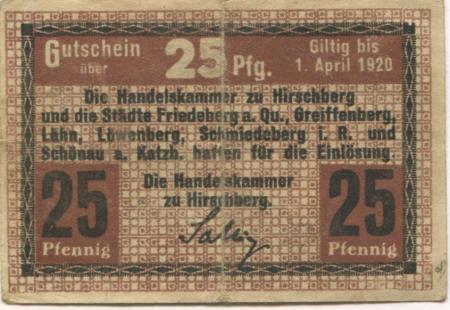 Gutschein
über
25 Pfg.
Giltig bis
1. April 1920
Die Handelskammer zu Hirschberg
und die Städte Friedeberg a. Qu., Greiffenberg,
Lähn, Löwenberg, Schmiedeberg i. R. und
Schönau a. Katzb. haften für die Einlösung.
Die Handelskammer
zu Hirschberg.
25
Pfennig
25
Pfennig